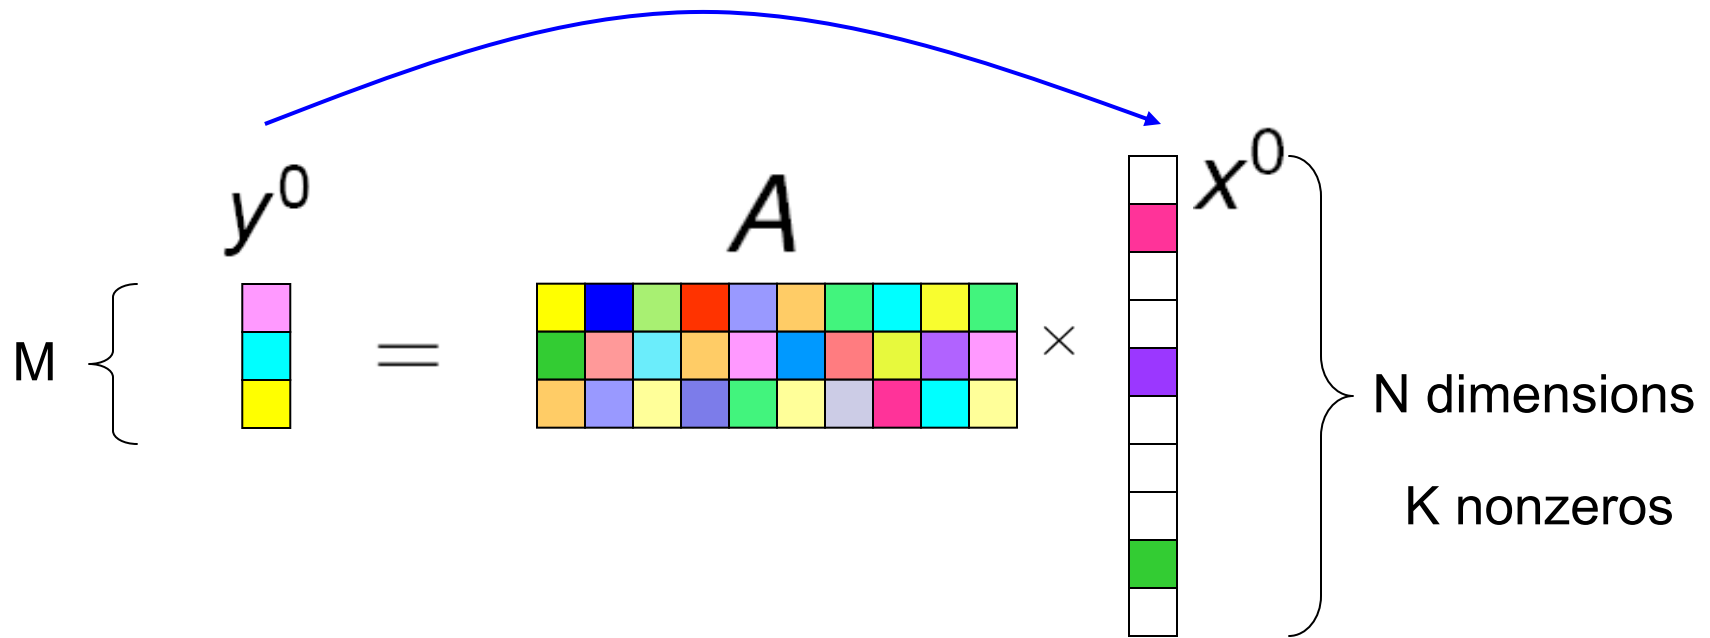 y⁰
A
x⁰
M
=
×
N dimensions
K nonzeros